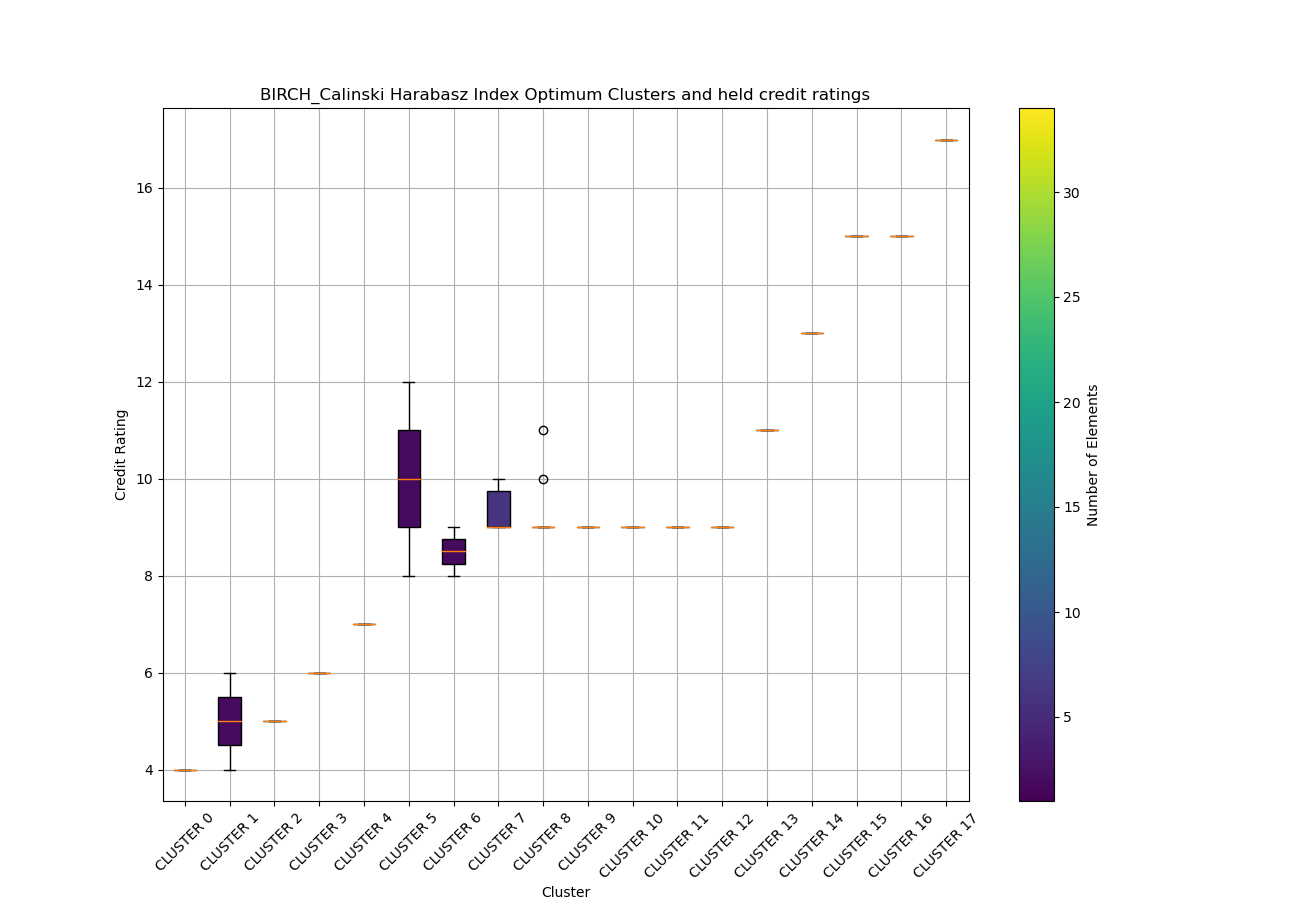 BIRCH_Calinski Harabasz Index Optimum Clusters and held credit ratings
16
14
12
10
8
6
4
Credit Rating
CLUSTER 0
CLUSTER 1
CLUSTER 2
CLUSTER 3
CLUSTER 4
CLUSTER 5
CLUSTER 6
CLUSTER 7
CLUSTER 8
CLUSTER 9
CLUSTER 10
CLUSTER 11
CLUSTER 12
CLUSTER 13
CLUSTER 14
CLUSTER 15
CLUSTER 16
CLUSTER 17
Cluster
30
25
20
15
10
5
Number of Elements